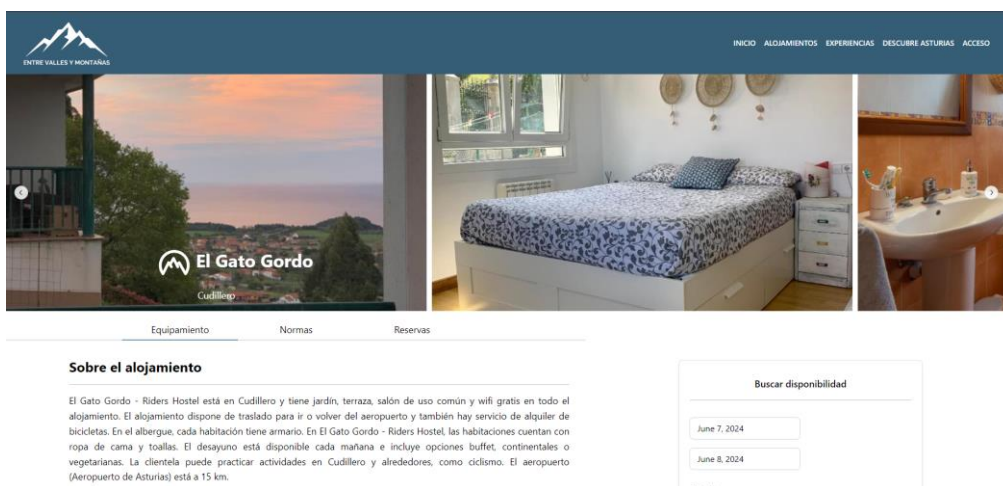 ENTRE VALLES Y MONTAÑAS
INICIO ALOJAMIENTOS EXPERIENCIAS DESCUBRE ASTURIAS ACCESO
El Gato Gordo
Cudillero
Equipamiento Normas Reservas
Sobre el alojamiento
El Gato Gordo - Riders Hostel está en Cudillero y tiene jardín, terraza, salón de uso común y wifi gratis en todo el
alojamiento. El alojamiento dispone de traslado para ir o volver del aeropuerto y también hay servicio de alquiler de
bicicletas. En el albergue, cada habitación tiene armario. En El Gato Gordo - Riders Hostel, las habitaciones cuentan con
ropa de cama y toallas. El desayuno está disponible cada mañana e incluye opciones buffet, continentales o
vegetarianas. La clientela puede practicar actividades en Cudillero y alrededores, como ciclismo. El aeropuerto
(Aeropuerto de Asturias) está a 15 km.
Buscar disponibilidad
June 7, 2024
June 8, 2024